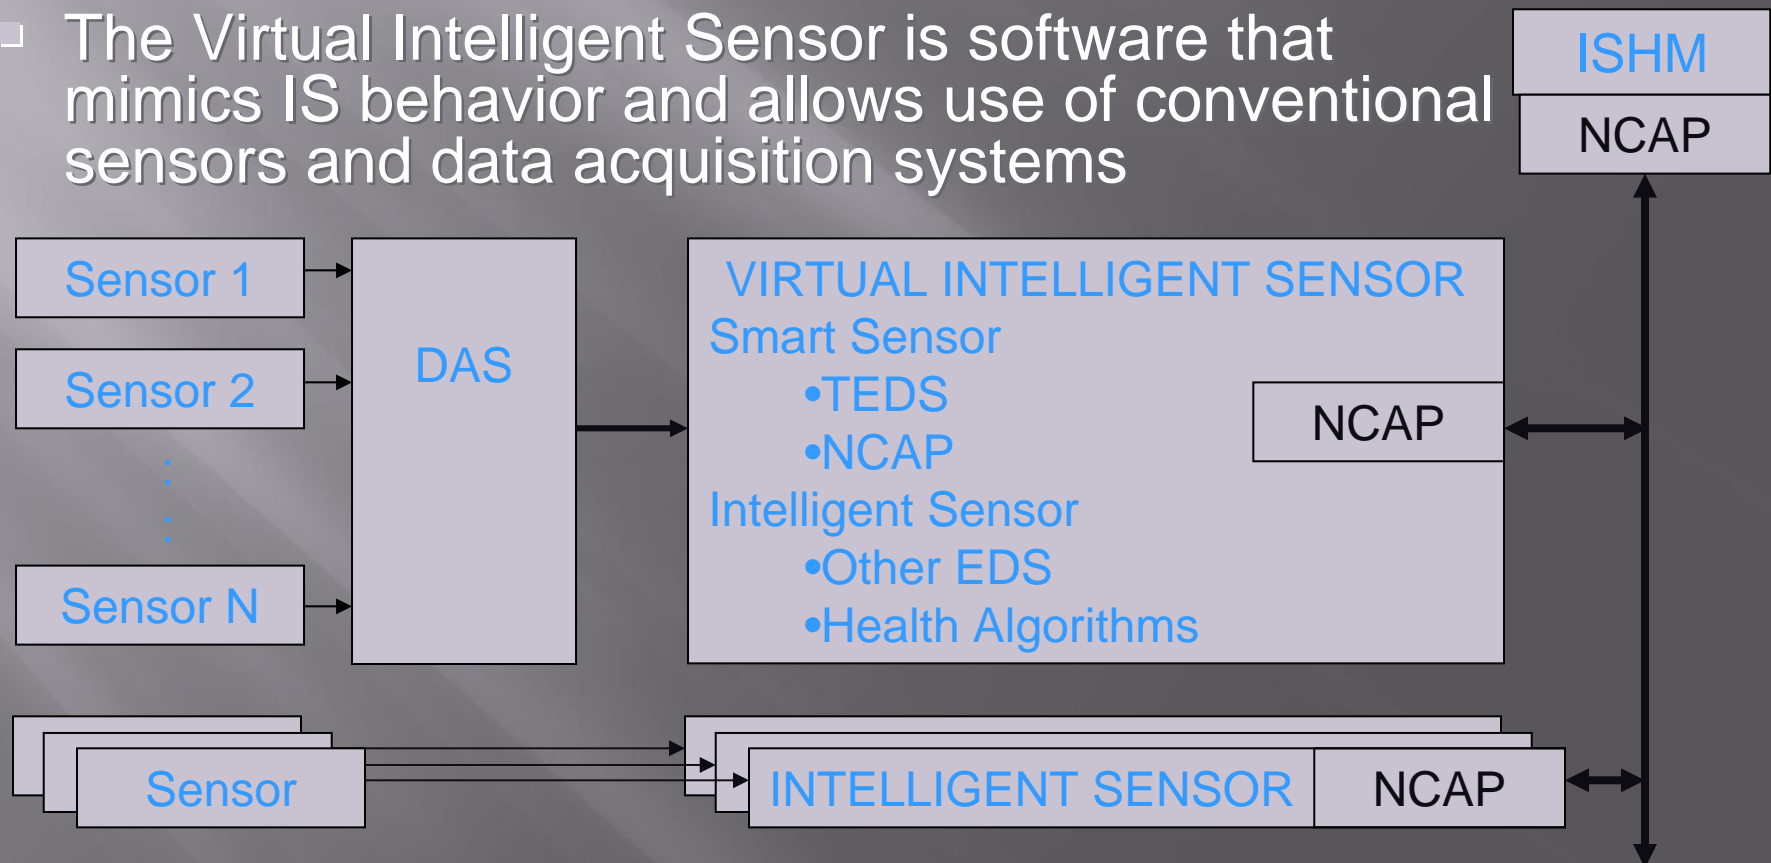 The Virtual Intelligent Sensor is software that
mimics IS behavior and allows use of conventional
sensors and data acquisition systems
ISHM
NCAP
Sensor 1
Sensor 2
Sensor N
DAS
VIRTUAL INTELLIGENT SENSOR
Smart Sensor
•TEDS
•NCAP
Intelligent Sensor
•Other EDS
•Health Algorithms
NCAP
Sensor
INTELLIGENT SENSOR
NCAP